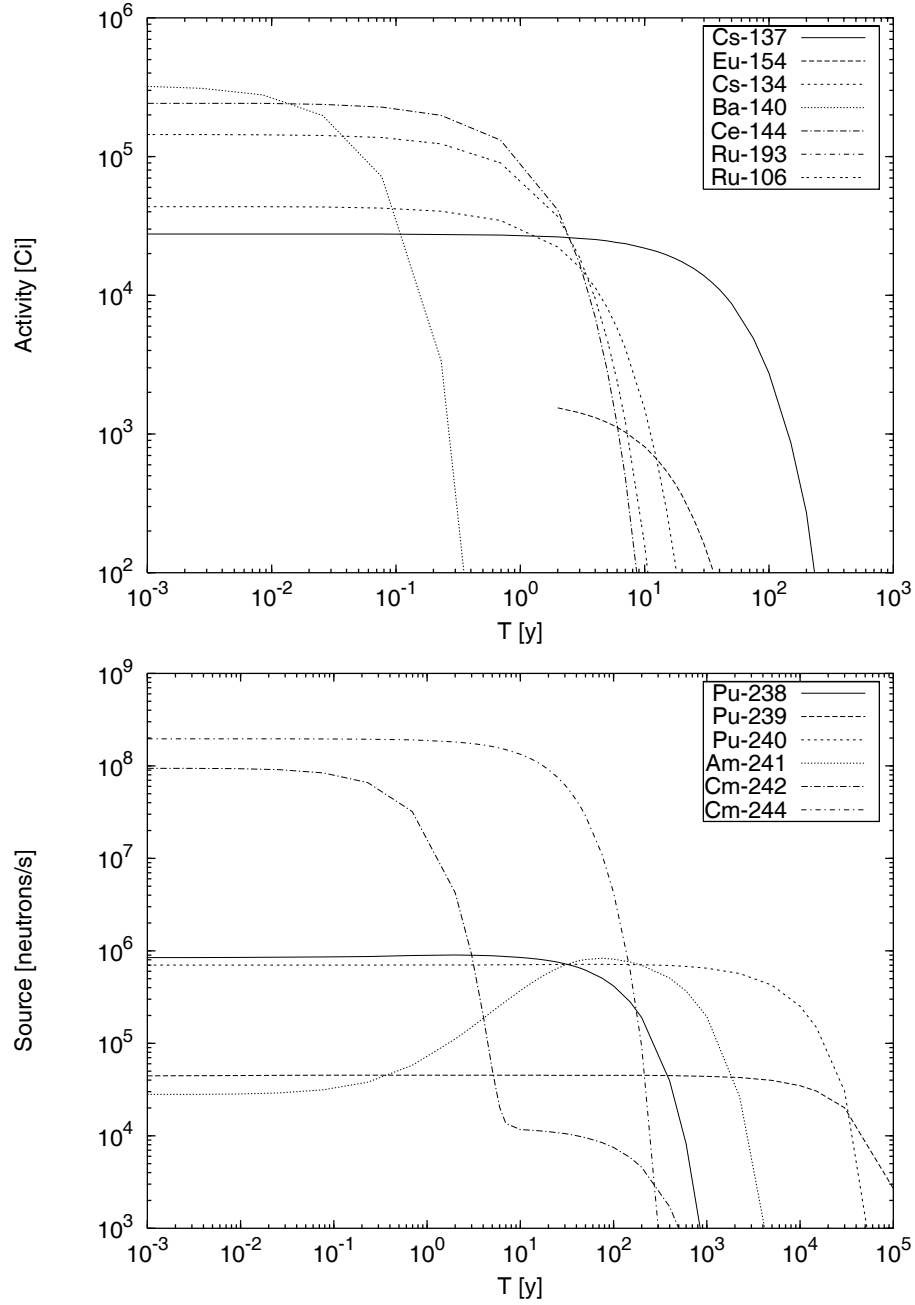 10^6
10^5
10^4
10^3
10^2
Activity [Ci]
Cs-137
Eu-154
Cs-134
Ba-140
Ce-144
Ru-193
Ru-106
10^-3 10^-2 10^-1 10^0 10^1 10^2 10^3
T [y]
10^9
10^8
10^7
10^6
10^5
10^4
10^3
Source [neutrons/s]
Pu-238
Pu-239
Pu-240
Am-241
Cm-242
Cm-244
10^-3 10^-2 10^-1 10^0 10^1 10^2 10^3 10^4 10^5
T [y]